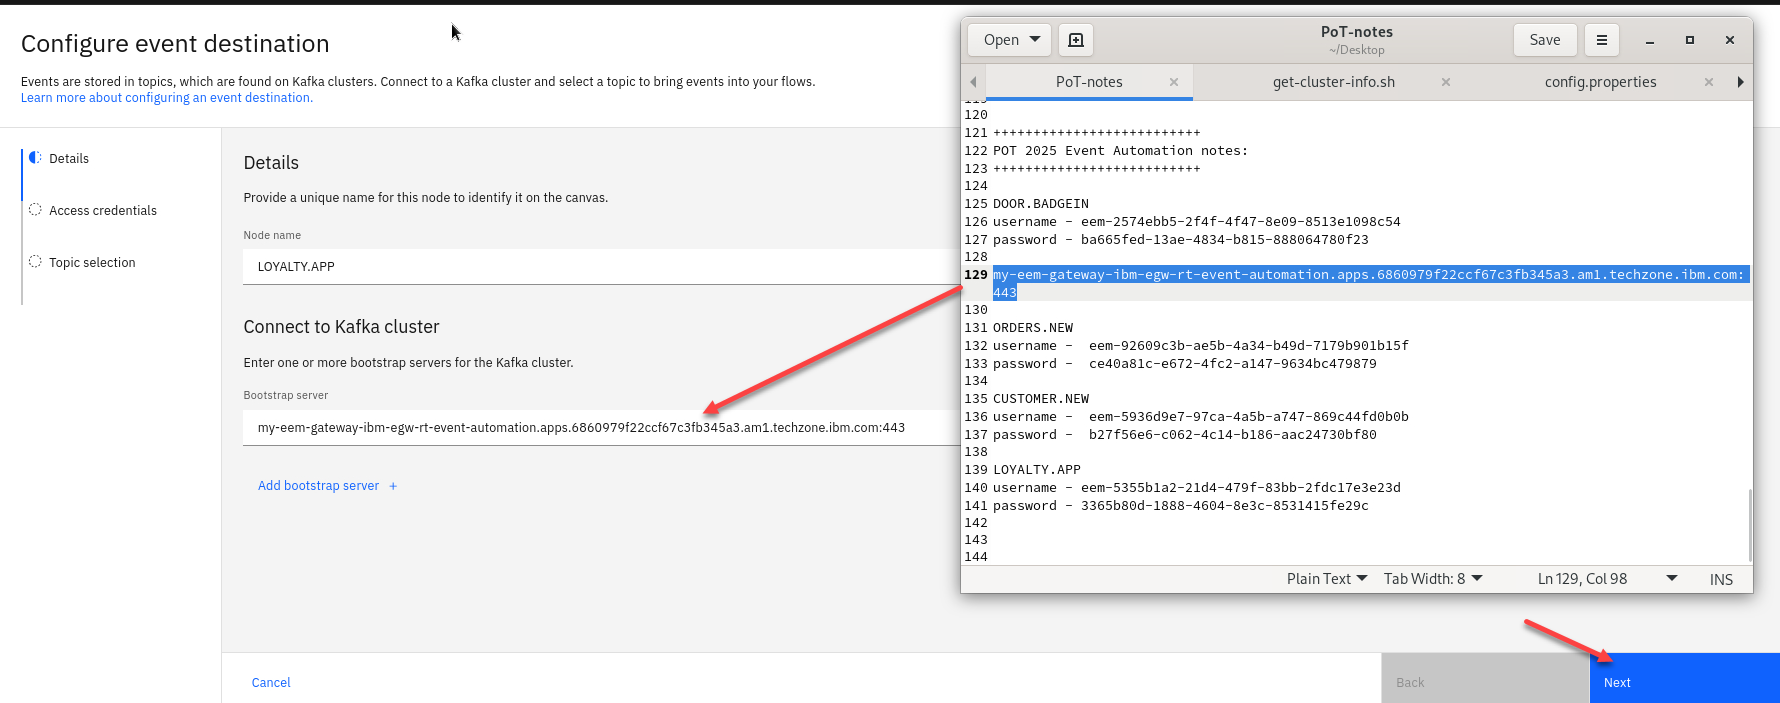 Configure event destination
Events are stored in topics, which are found on Kafka clusters. Connect to a Kafka cluster and select a topic to bring events into your flows.
Learn more about configuring an event destination.
Details
Access credentials
Topic selection
Details
Provide a unique name for this node to identify it on the canvas.
Node name
LOYALTY.APP
Connect to Kafka cluster
Enter one or more bootstrap servers for the Kafka cluster.
Bootstrap server
my-eem-gateway-ibm-egw-rt-event-automation.apps.6860979f22ccf67c3fb345a3.am1.techzone.ibm.com:443
Add bootstrap server +
Cancel
Back
Next
Open
PoT-notes
~/Desktop
Save
PoT-notes
get-cluster-info.sh
config.properties
120
121 ++++++++++++++++++++++++++
122 POT 2025 Event Automation notes:
123 ++++++++++++++++++++++++++
124
125 DOOR.BADGEIN
126 username - eem-2574ebb5-2f4f-4f47-8e09-8513e1098c54
127 password - ba665fed-13ae-4834-b815-888064780f23
128
129 my-eem-gateway-ibm-egw-rt-event-automation.apps.6860979f22ccf67c3fb345a3.am1.techzone.ibm.com:
443
130
131 ORDERS.NEW
132 username -  eem-92609c3b-ae5b-4a34-b49d-7179b901b15f
133 password -  ce40a81c-e672-4fc2-a147-9634bc479879
134
135 CUSTOMER.NEW
136 username -  eem-5936d9e7-97ca-4a5b-a747-869c44fd0b0b
137 password -  b27f56e6-c062-4c14-b186-aac24730bf80
138
139 LOYALTY.APP
140 username - eem-5355b1a2-21d4-479f-83bb-2fdc17e3e23d
141 password - 3365b80d-1888-4604-8e3c-8531415fe29c
142
143
144
Plain Text
Tab Width: 8
Ln 129, Col 98
INS